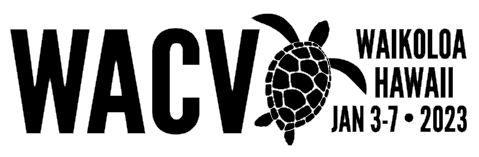 WACV
WAIKOLOA
HAWAII
JAN 3-7 • 2023